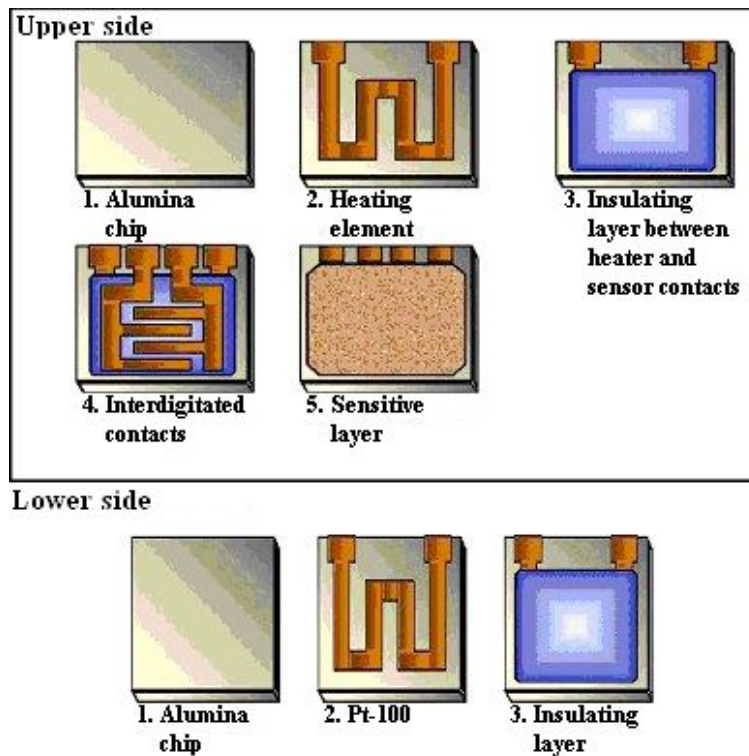 Upper side
1. Alumina
chip
2. Heating
element
3. Insulating
layer between
heater and
sensor contacts
4. Interdigitated
contacts
5. Sensitive
layer
Lower side
1. Alumina
chip
2. Pt-100
3. Insulating
layer